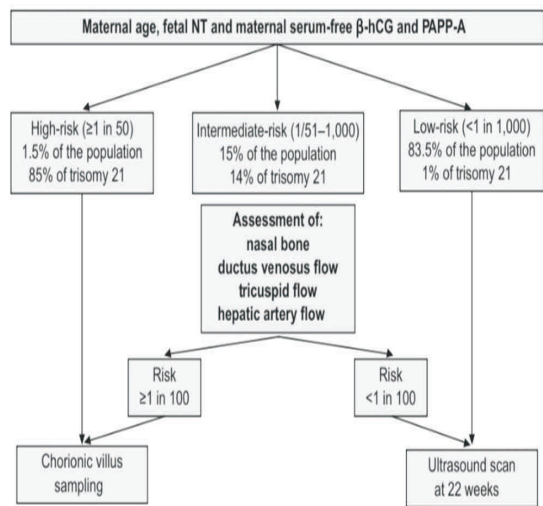 Maternal age, fetal NT and maternal serum-free β-hCG and PAPP-A
High-risk (≥1 in 50)
1.5% of the population
85% of trisomy 21
Intermediate-risk (1/51–1,000)
15% of the population
14% of trisomy 21
Low-risk (<1 in 1,000)
83.5% of the population
1% of trisomy 21
Assessment of:
nasal bone
ductus venosus flow
tricuspid flow
hepatic artery flow
Risk
≥1 in 100
Risk
<1 in 100
Chorionic villus
sampling
Ultrasound scan
at 22 weeks